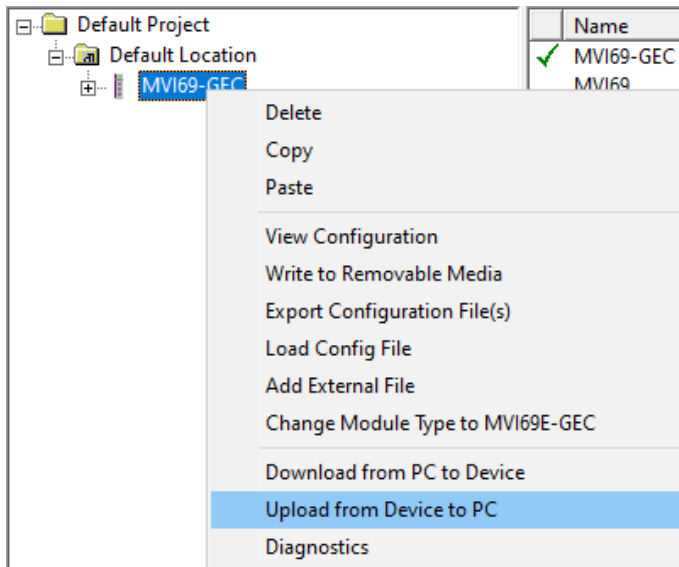 Default Project
Default Location
MVI69-GEC
Name
MVI69-GEC
MVI69
Delete
Copy
Paste
View Configuration
Write to Removable Media
Export Configuration File(s)
Load Config File
Add External File
Change Module Type to MVI69E-GEC
Download from PC to Device
Upload from Device to PC
Diagnostics